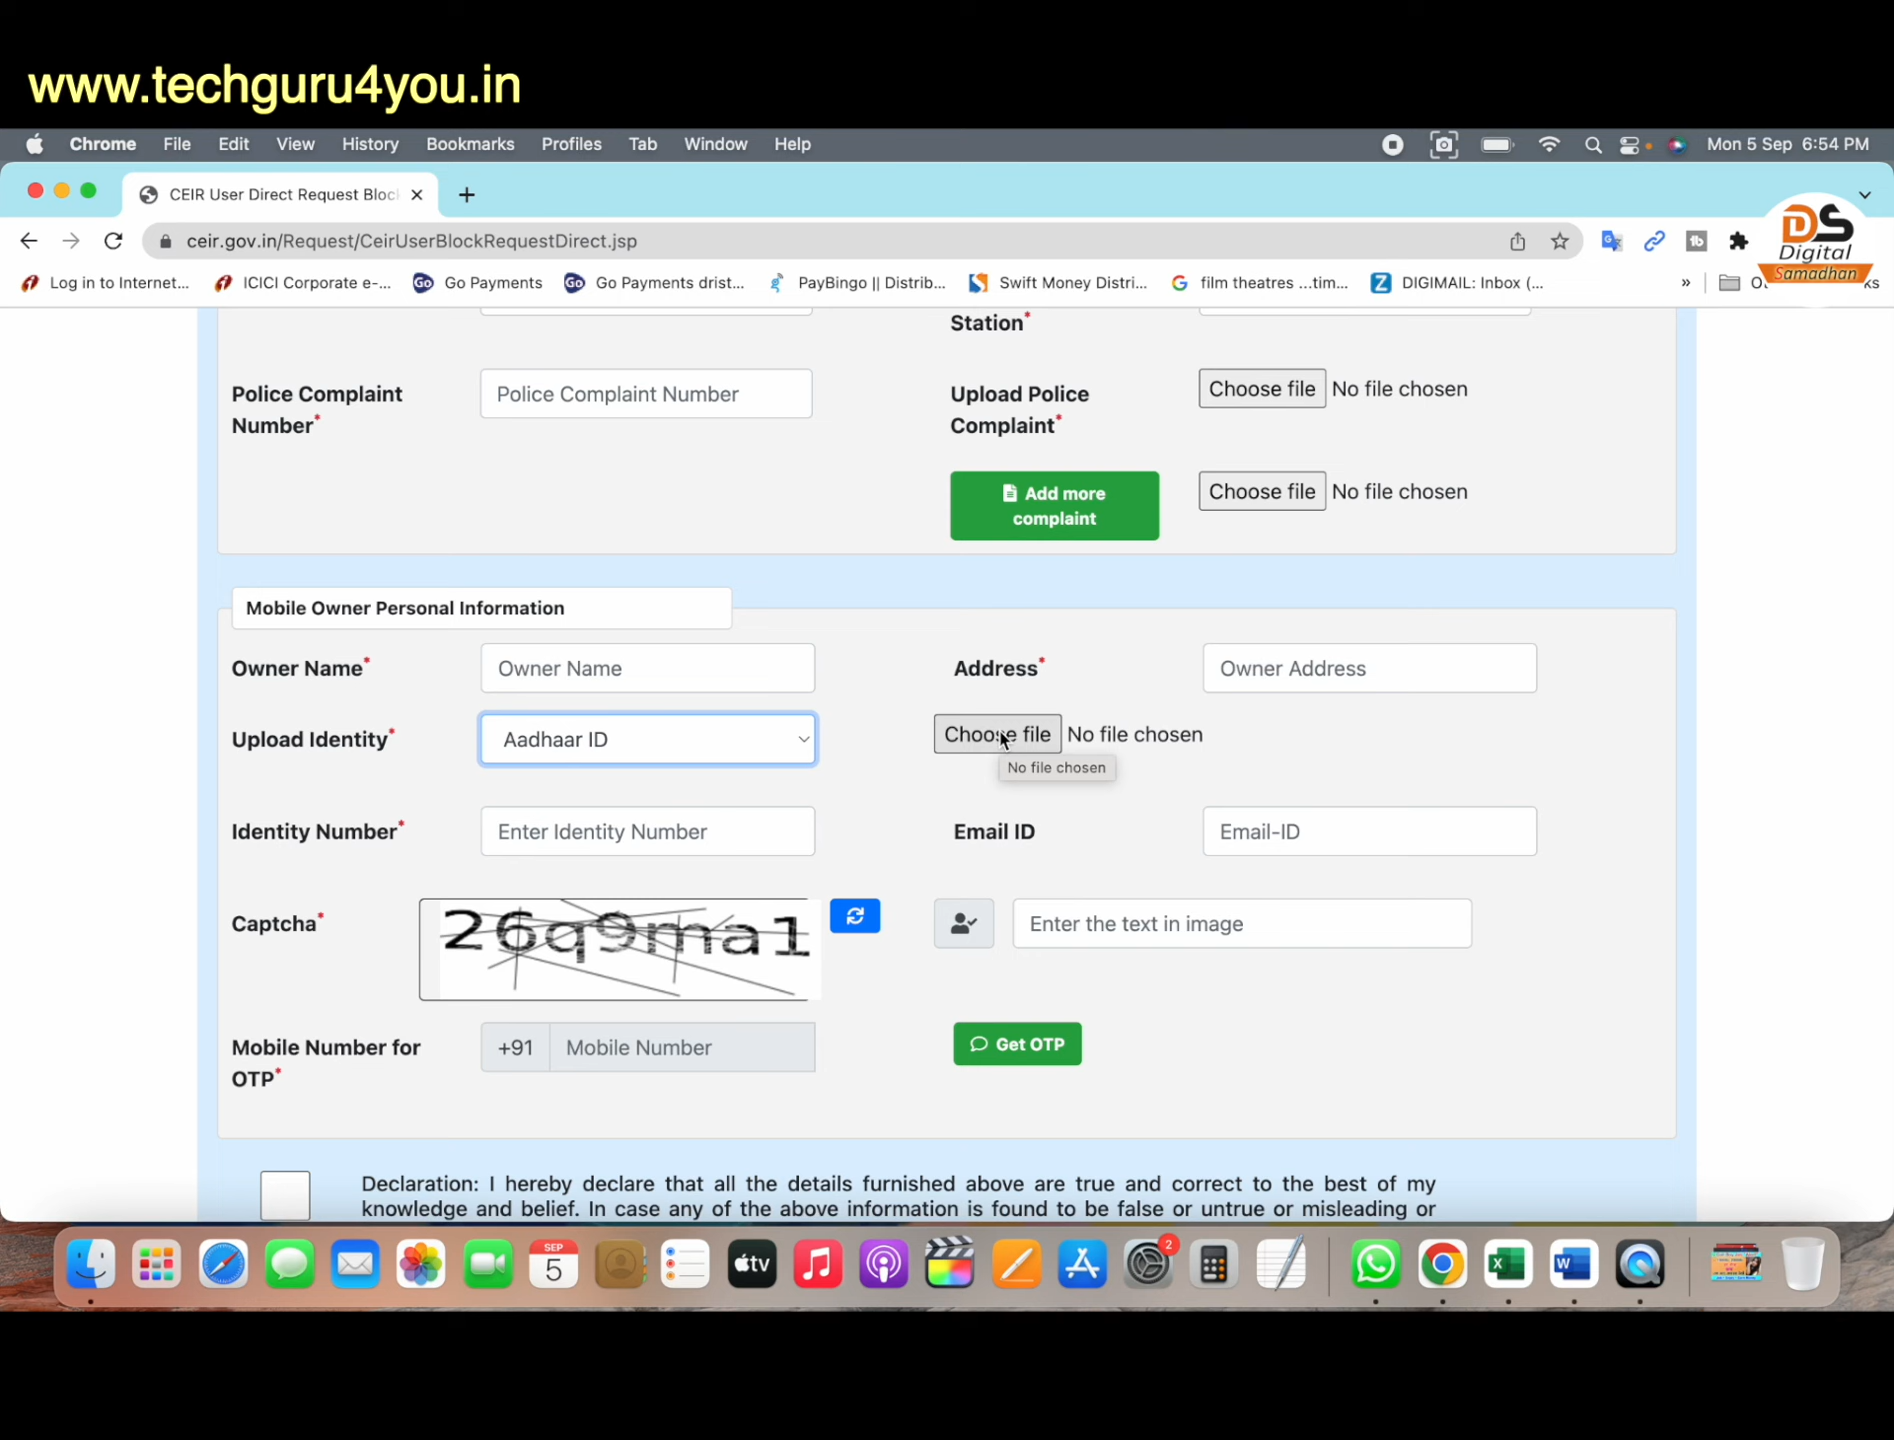 www.techguru4you.in
Chrome File Edit View History Bookmarks Profiles Tab Window Help Mon 5 Sep 6:54 PM
CEIR User Direct Request Bloc
DS
Digital
Samadhan
ceir.gov.in/Request/CeirUserBlockRequestDirect.jsp
Log in to Internet... ICICI Corporate e-... Go Payments Go Payments drist... PayBingo || Distrib... Swift Money Distri... film theatres ...tim... DIGIMAIL: Inbox (...
Station*
Police Complaint Number*
Police Complaint Number
Upload Police Complaint*
Choose file No file chosen
Add more complaint
Choose file No file chosen
Mobile Owner Personal Information
Owner Name* Owner Name Address* Owner Address
Upload Identity* Aadhaar ID Choose file No file chosen
No file chosen
Identity Number* Enter Identity Number Email ID Email-ID
Captcha* 26q9ma1 Enter the text in image
Mobile Number for OTP*
+91 Mobile Number Get OTP
Declaration: I hereby declare that all the details furnished above are true and correct to the best of my
knowledge and belief. In case any of the above information is found to be false or untrue or misleading or
SEP
5
tv
2